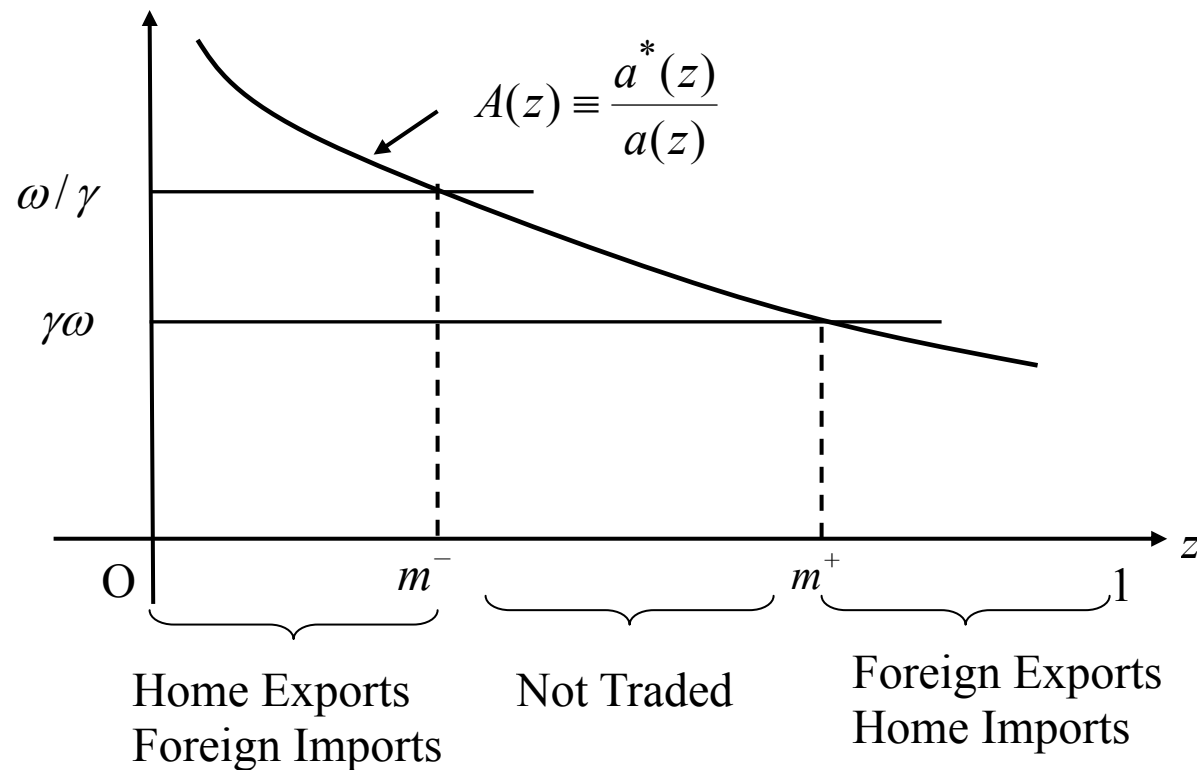 A(z) ≡ a*(z) / a(z)
ω/γ
γω
z
O
m⁻
m⁺
1
Home Exports
Foreign Imports
Not Traded
Foreign Exports
Home Imports